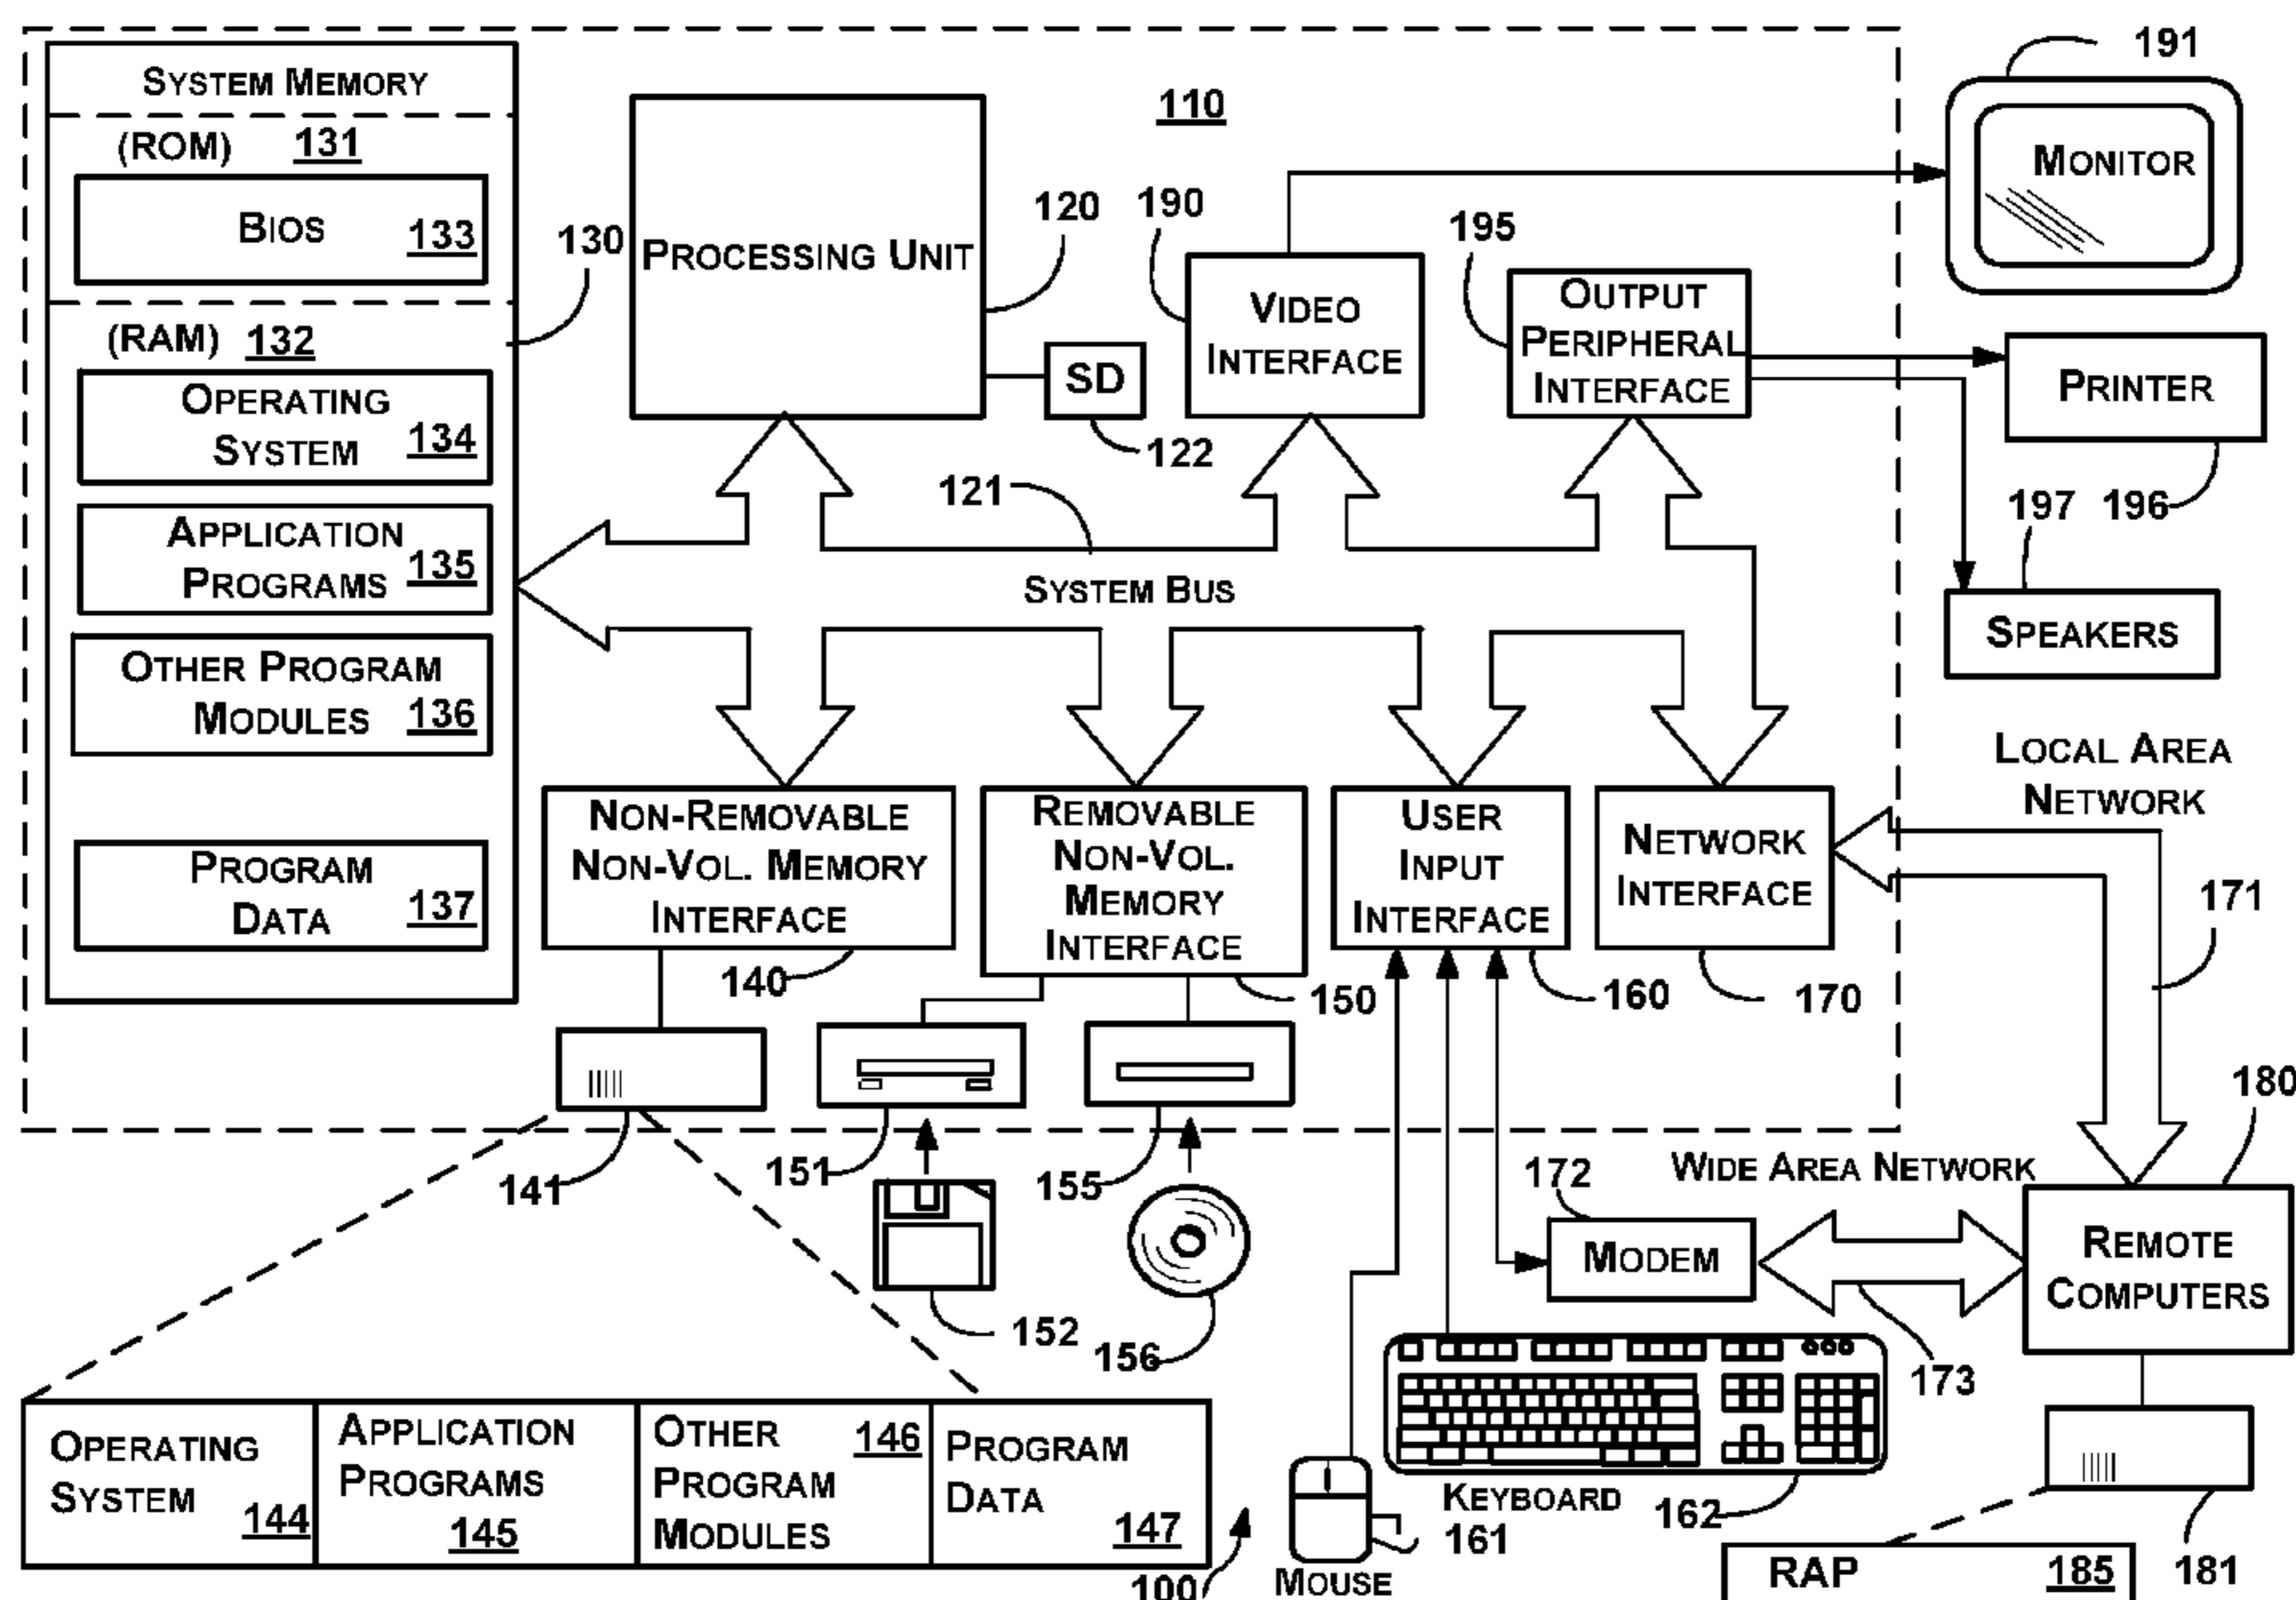 SYSTEM MEMORY
(ROM) 131
BIOS 133
(RAM) 132
OPERATING
SYSTEM 134
APPLICATION
PROGRAMS 135
OTHER PROGRAM
MODULES 136
PROGRAM
DATA 137
130
PROCESSING UNIT
120
SD
122
110
190
VIDEO
INTERFACE
195
OUTPUT
PERIPHERAL
INTERFACE
191
MONITOR
PRINTER
196
197
SPEAKERS
121
SYSTEM BUS
NON-REMOVABLE
NON-VOL. MEMORY
INTERFACE
140
REMOVABLE
NON-VOL.
MEMORY
INTERFACE
150
USER
INPUT
INTERFACE
160
NETWORK
INTERFACE
170
LOCAL AREA
NETWORK
171
180
141
151
152
155
156
172
WIDE AREA NETWORK
MODEM
173
REMOTE
COMPUTERS
OPERATING
SYSTEM 144
APPLICATION
PROGRAMS
145
OTHER 146
PROGRAM
MODULES
PROGRAM
DATA
147
100
MOUSE
KEYBOARD
161
162
181
RAP 185